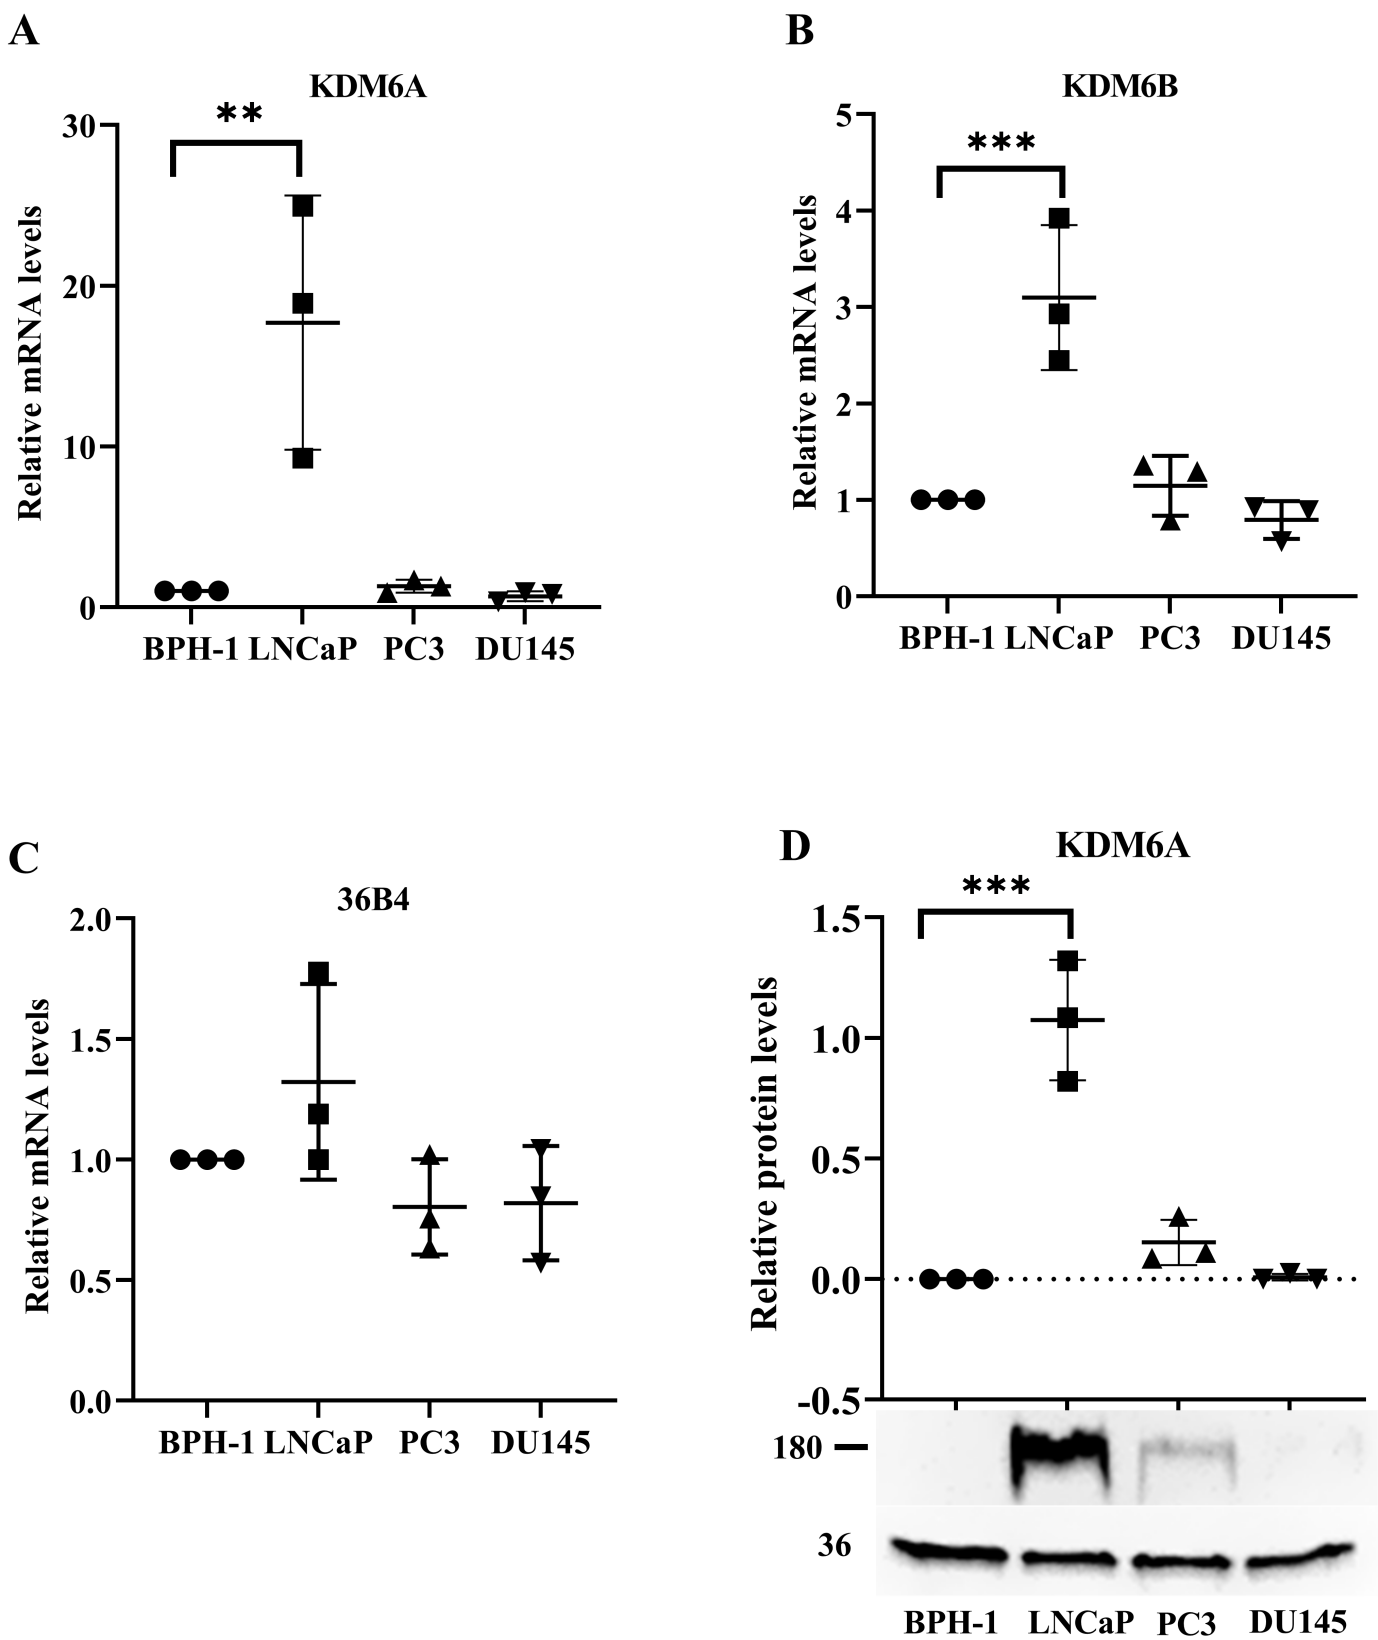 A
KDM6A
**
30
20
10
0
Relative mRNA levels
BPH-1 LNCaP PC3 DU145
B
KDM6B
***
5
4
3
2
1
0
Relative mRNA levels
BPH-1 LNCaP PC3 DU145
C
36B4
2.0
1.5
1.0
0.5
0.0
Relative mRNA levels
BPH-1 LNCaP PC3 DU145
D
KDM6A
***
1.5
1.0
0.5
0.0
-0.5
Relative protein levels
180
36
BPH-1 LNCaP PC3 DU145